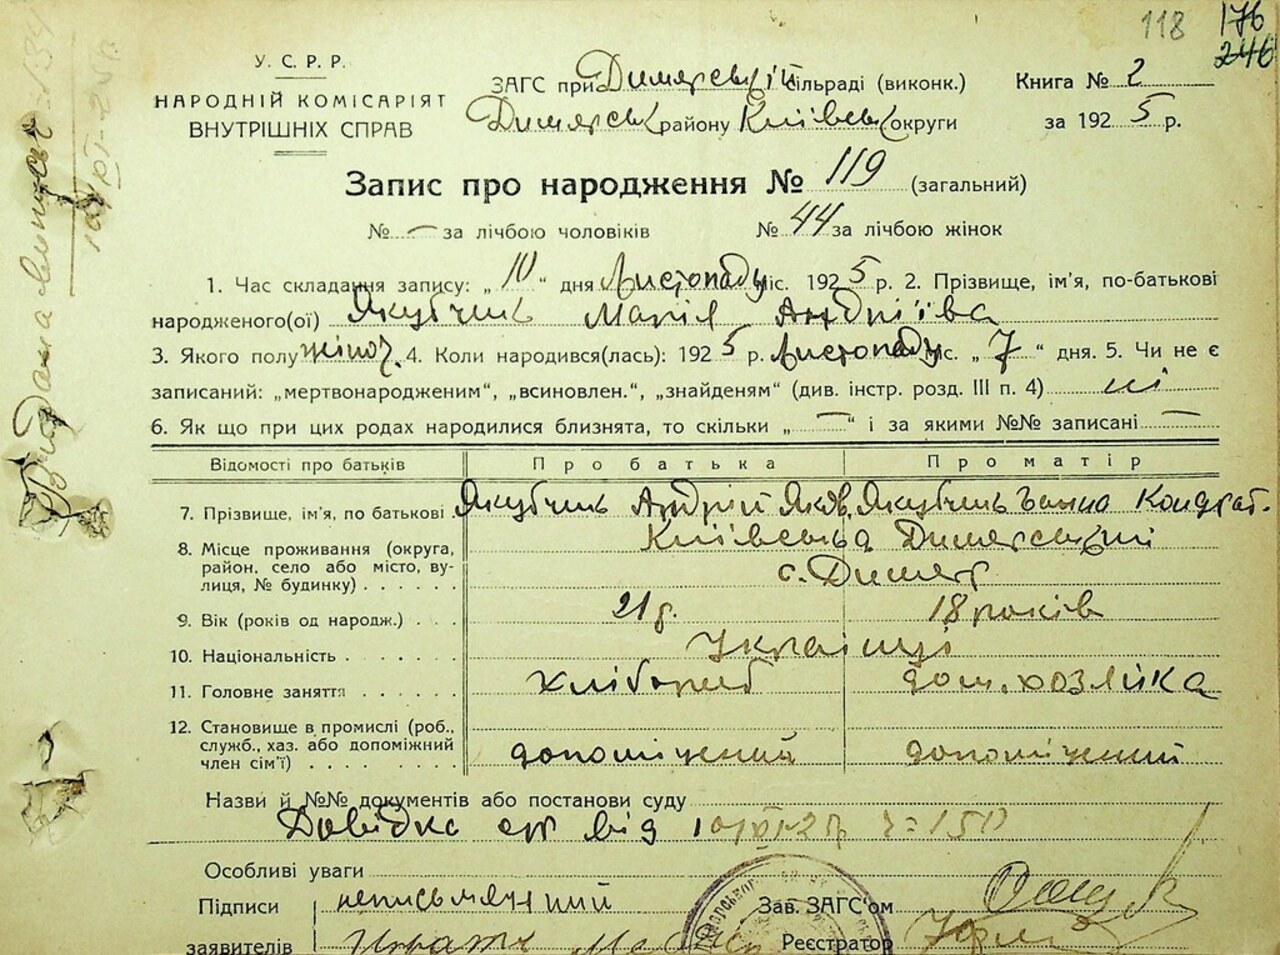 118 176
246
У. С. Р. Р.
НАРОДНІЙ КОМІСАРІЯТ
ВНУТРІШНІХ СПРАВ
ЗАГС при Димерській сільраді (виконк.) Книга № 2
Димерськ району Київськ округи за 1925 р.
Запис про народження № 119 (загальний)
№ — за лічбою чоловіків № 44 за лічбою жінок
1. Час складання запису: „10“ дня Листопаду міс. 1925 р. 2. Прізвище, ім'я, по-батькові
народженого(ої) Якубчик Марія Андріїва
3. Якого полу жіноч. 4. Коли народився(лась): 1925 р. Листопаду міс. „7“ дня. 5. Чи не є
записаний: „мертвонародженим“, „всиновлен.“, „знайденям“ (див. інстр. розд. III п. 4) ні
6. Як що при цих родах народилися близнята, то скільки „—“ і за якими №№ записані —
Відомості про батьків Про батька Про матір
7. Прізвище, ім'я, по батькові Якубчик Андрій Яков. Якубчик Ганна Кондрат.
8. Місце проживання (округа, район, село або місто, вулиця, № будинку) Київська Димерський
с. Димер
9. Вік (років од народж.) 21 р. 18 років
10. Національність Українці
11. Головне заняття хлібороб дом. хозяйка
12. Становище в промислі (роб., служб., хаз. або допоміжний член сім'ї) допоміжний допоміжний
Назви й №№ документів або постанови суду
Довідка від 10/XI-25 р. № 150
Особливі уваги
Підписи неписьменний Зав. ЗАГС'ом
заявителів Реєстратор